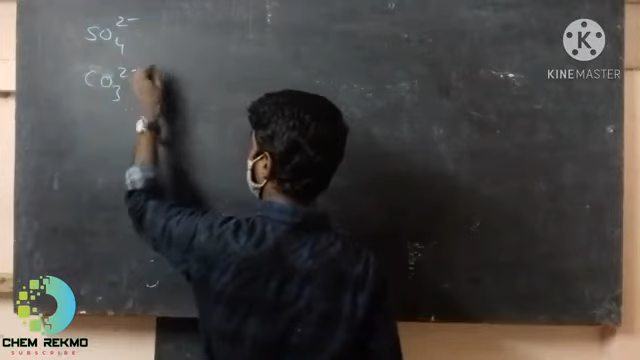 SO₄²⁻
CO₃²⁻
KINEMASTER
CHEM REKMO
SUBSCRIBE